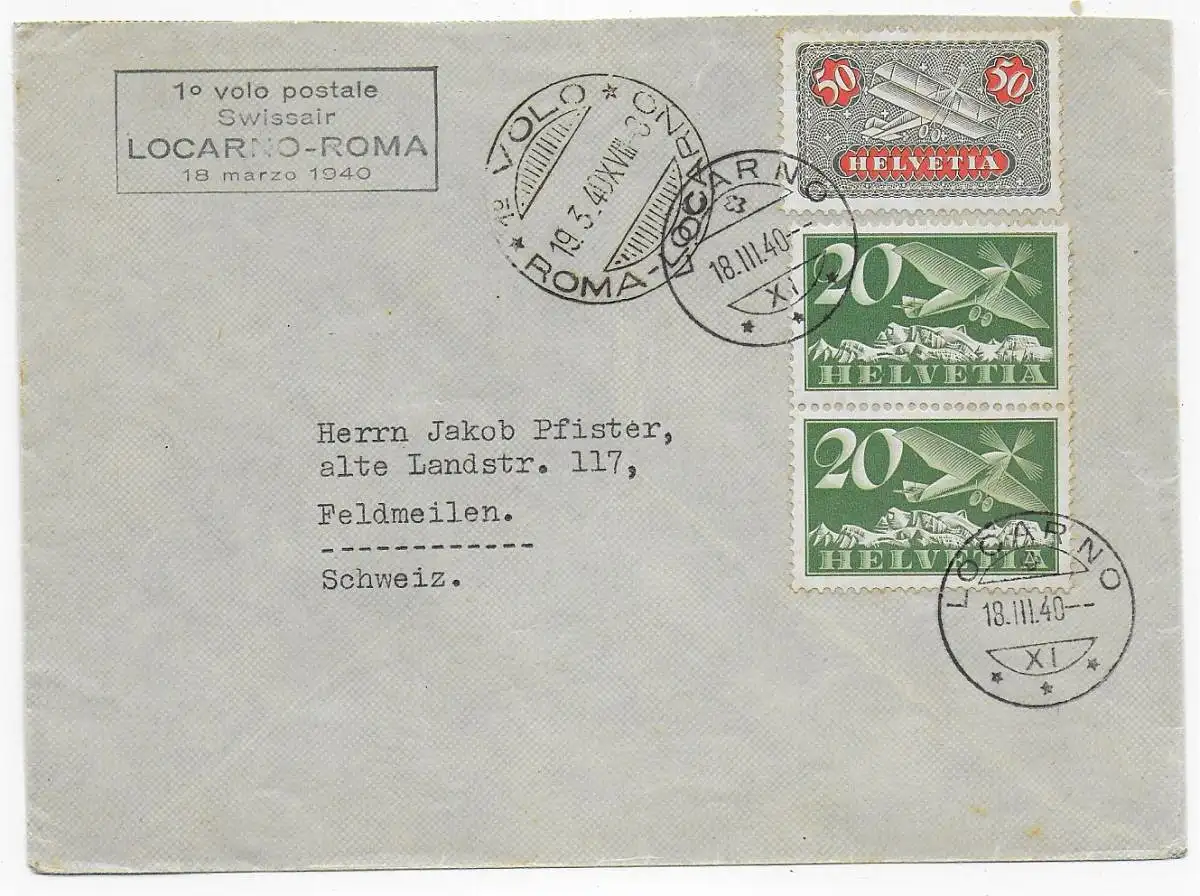 1º volo postale
Swissair
LOCARNO-ROMA
18 marzo 1940
1º VOLO * ROMA-LOCARNO *
19.3.40XVIII-8
50 50
HELVETIA
LOCARNO
18.III.40--
XI
20
HELVETIA
20
HELVETIA
LOCARNO
18.III.40--
XI
Herrn Jakob Pfister,
alte Landstr. 117,
Feldmeilen.
------------
Schweiz.